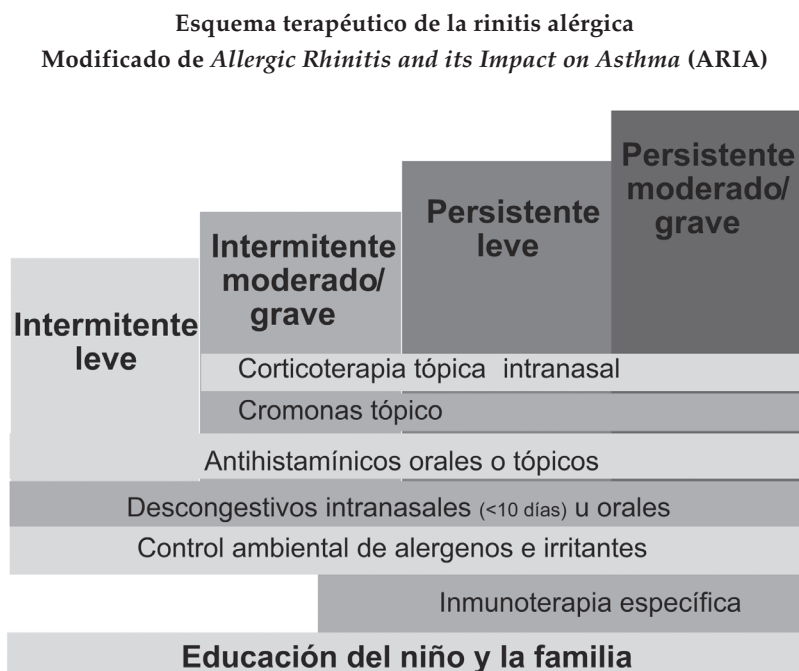 Esquema terapéutico de la rinitis alérgica
Modificado de Allergic Rhinitis and its Impact on Asthma (ARIA)
Intermitente
leve
Intermitente
moderado/
grave
Persistente
leve
Persistente
moderado/
grave
Corticoterapia tópica intranasal
Cromonas tópico
Antihistamínicos orales o tópicos
Descongestivos intranasales (<10 días) u orales
Control ambiental de alergenos e irritantes
Inmunoterapia específica
Educación del niño y la familia